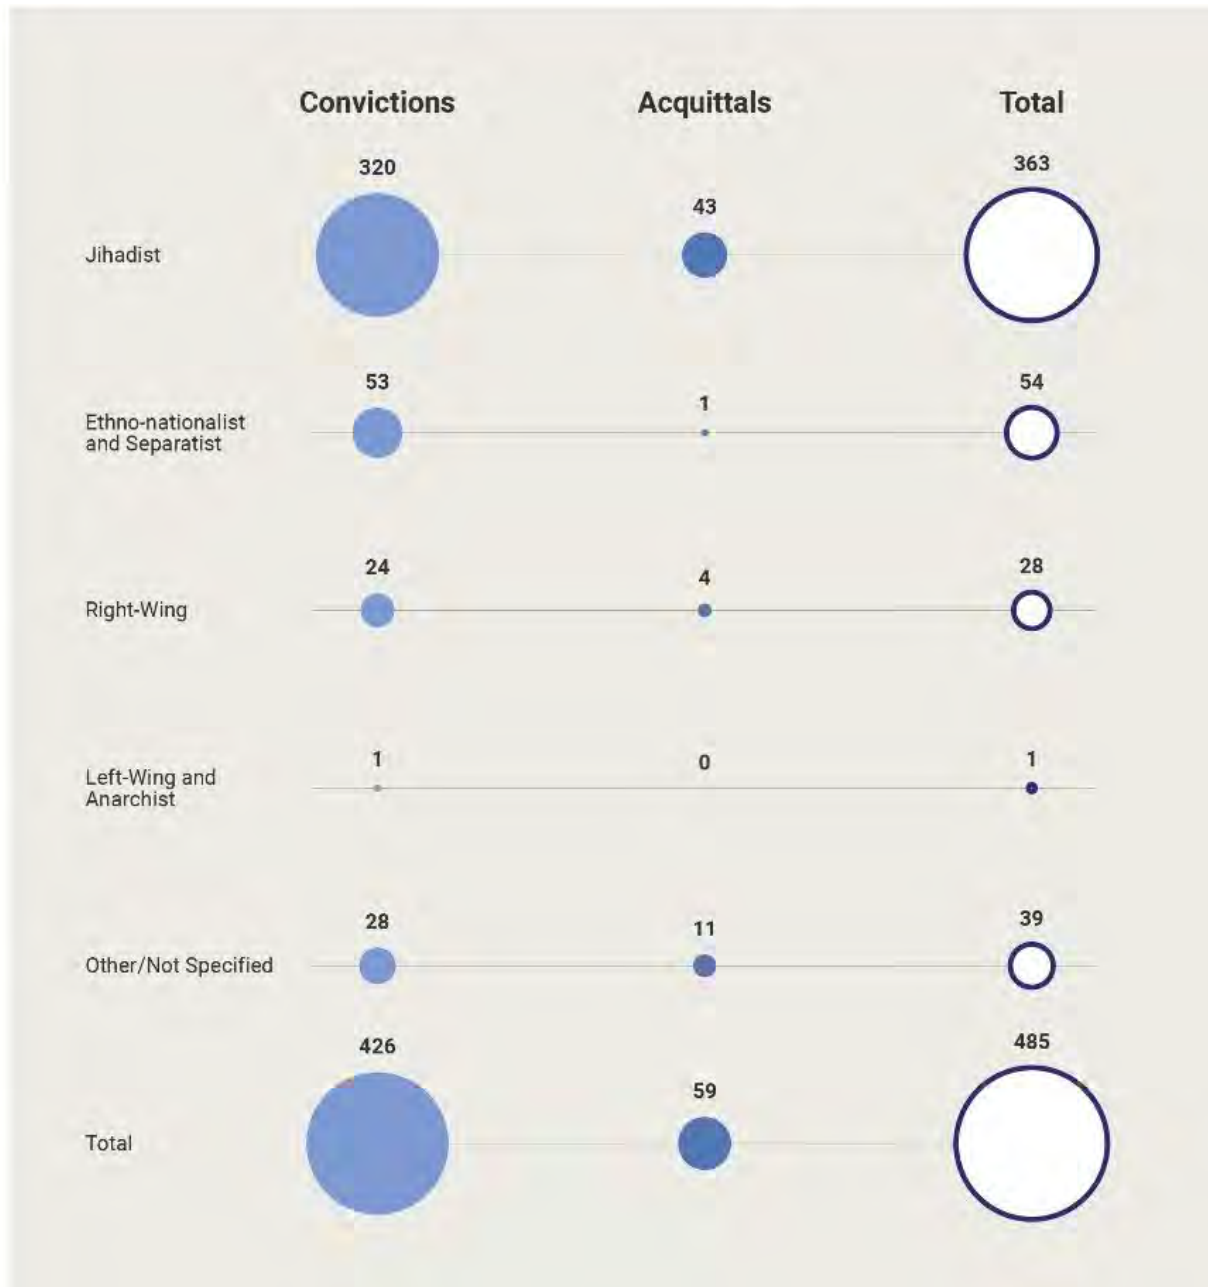 Convictions Acquittals Total
320 43 363
Jihadist
53 1 54
Ethno-nationalist
and Separatist
24 4 28
Right-Wing
1 0 1
Left-Wing and
Anarchist
28 11 39
Other/Not Specified
426 59 485
Total